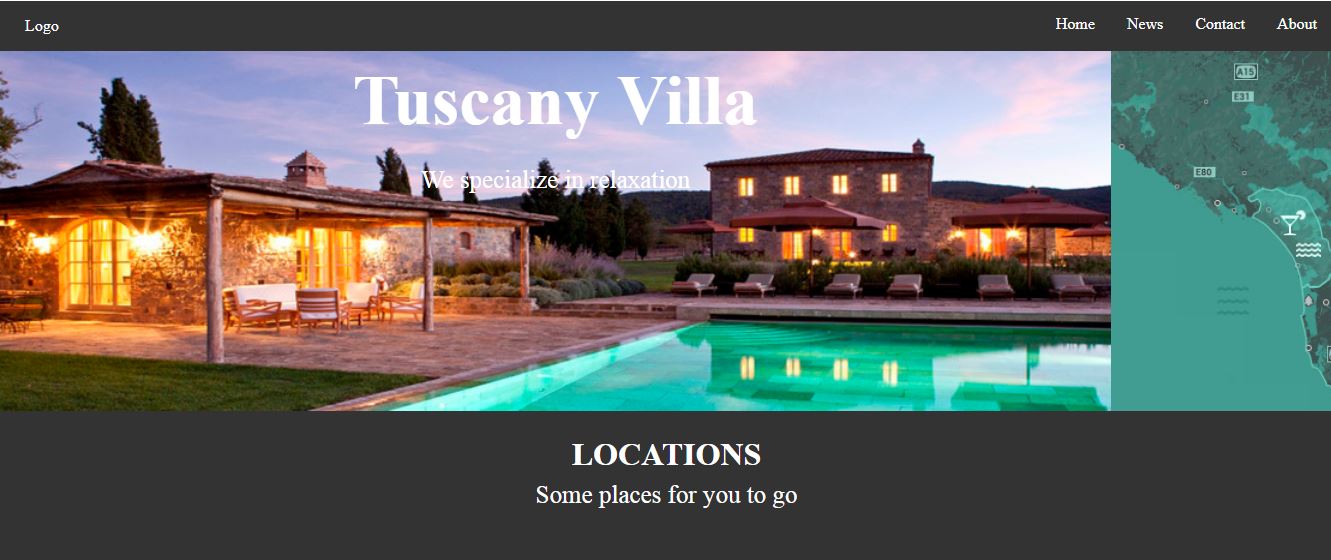 Logo
Home News Contact About
Tuscany Villa
We specialize in relaxation
A15
E31
E80
LOCATIONS
Some places for you to go